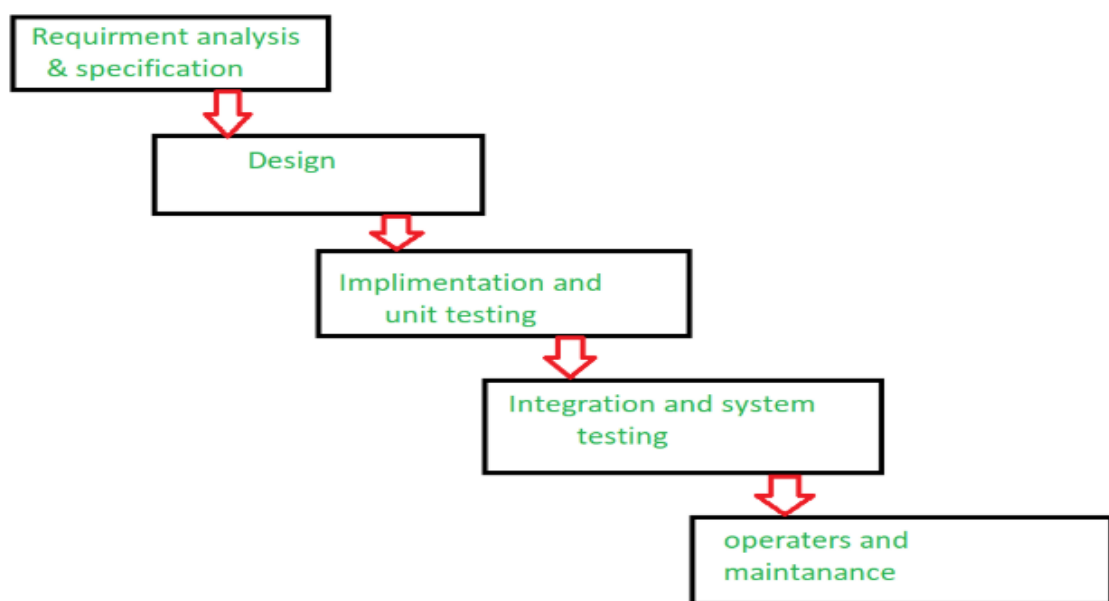 Requirment analysis
& specification
Design
Implimentation and
unit testing
Integration and system
testing
operaters and
maintanance